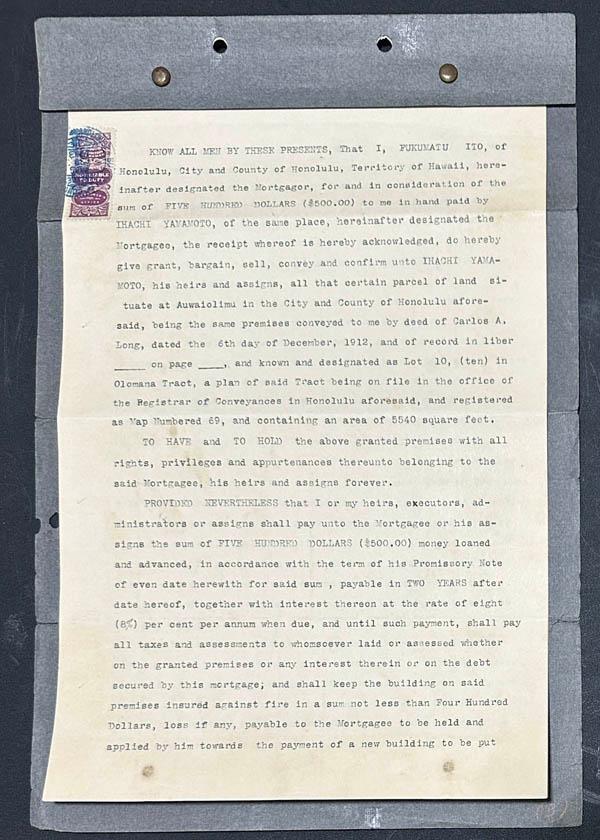 NOT LIABLE
TO DUTY
KNOW ALL MEN BY THESE PRESENTS, That I, FUKUMATU ITO, of
Honolulu, City and County of Honolulu, Territory of Hawaii, here-
inafter designated the Mortgagor, for and in consideration of the
sum of FIVE HUNDRED DOLLARS ($500.00) to me in hand paid by
IHACHI YAMAMOTO, of the same place, hereinafter designated the
Mortgagee, the receipt whereof is hereby acknowledged, do hereby
give grant, bargain, sell, convey and confirm unto IHACHI YAMA-
MOTO, his heirs and assigns, all that certain parcel of land si-
tuate at Auwaiolimu in the City and County of Honolulu afore-
said, being the same premises conveyed to me by deed of Carlos A.
Long, dated the 6th day of December, 1912, and of record in liber
_____ on page ____, and known and designated as Lot 10, (ten) in
Olomana Tract, a plan of said Tract being on file in the office of
the Registrar of Conveyances in Honolulu aforesaid, and registered
as Map Numbered 69, and containing an area of 5540 square feet.
TO HAVE and TO HOLD the above granted premises with all
rights, privileges and appurtenances thereunto belonging to the
said Mortgagee, his heirs and assigns forever.
PROVIDED NEVERTHELESS that I or my heirs, executors, ad-
ministrators or assigns shall pay unto the Mortgagee or his as-
signs the sum of FIVE HUNDRED DOLLARS ($500.00) money loaned
and advanced, in accordance with the term of his Promissory Note
of even date herewith for said sum , payable in TWO YEARS after
date hereof, together with interest thereon at the rate of eight
(8%) per cent per annum when due, and until such payment, shall pay
all taxes and assessments to whomsoever laid or assessed whether
on the granted premises or any interest therein or on the debt
secured by this mortgage; and shall keep the building on said
premises insured against fire in a sum not less than Four Hundred
Dollars, loss if any, payable to the Mortgagee to be held and
applied by him towards the payment of a new building to be put